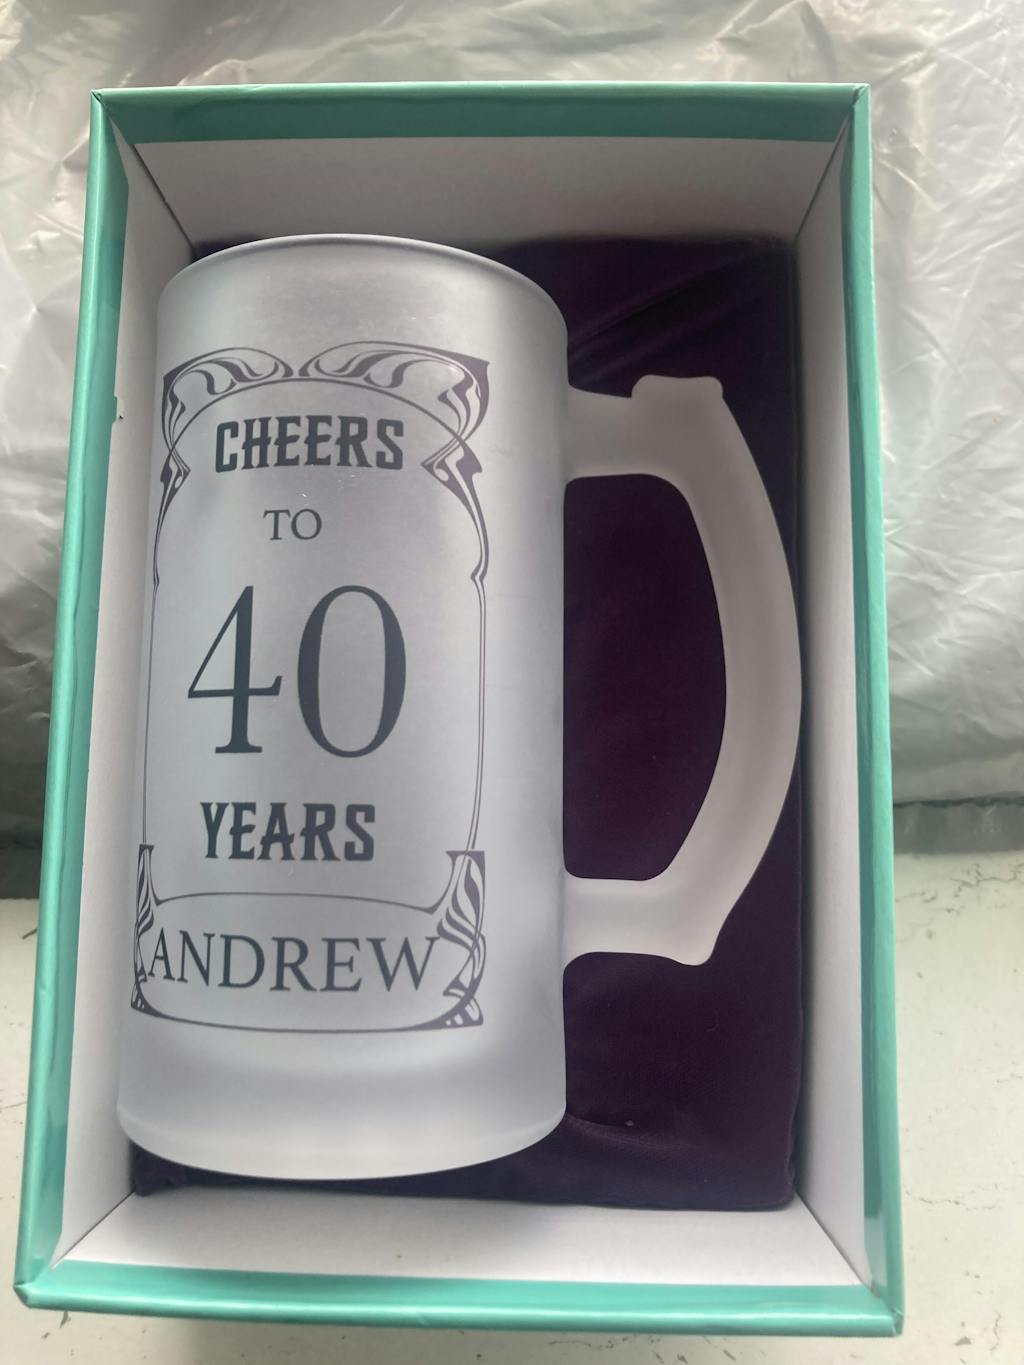 CHEERS
TO
40
YEARS
ANDREW